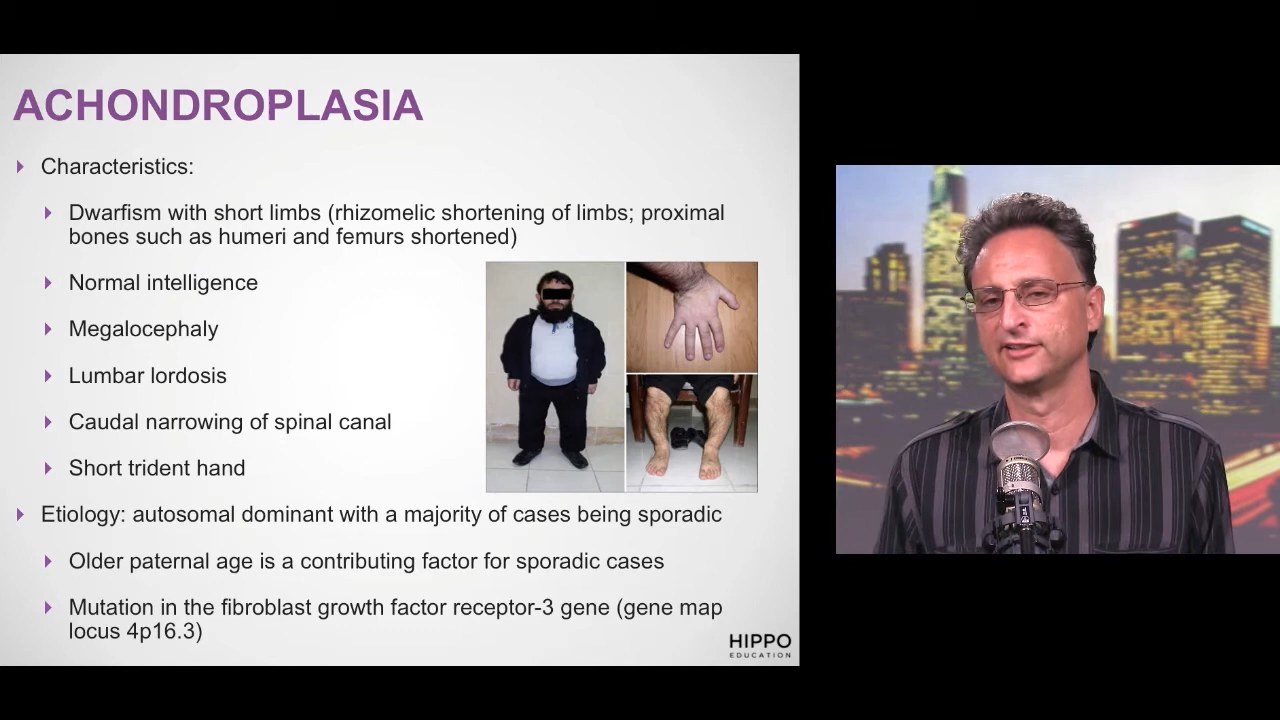 ACHONDROPLASIA
Characteristics:
Dwarfism with short limbs (rhizomelic shortening of limbs; proximal
bones such as humeri and femurs shortened)
Normal intelligence
Megalocephaly
Lumbar lordosis
Caudal narrowing of spinal canal
Short trident hand
Etiology: autosomal dominant with a majority of cases being sporadic
Older paternal age is a contributing factor for sporadic cases
Mutation in the fibroblast growth factor receptor-3 gene (gene map
locus 4p16.3)
HIPPO
EDUCATION